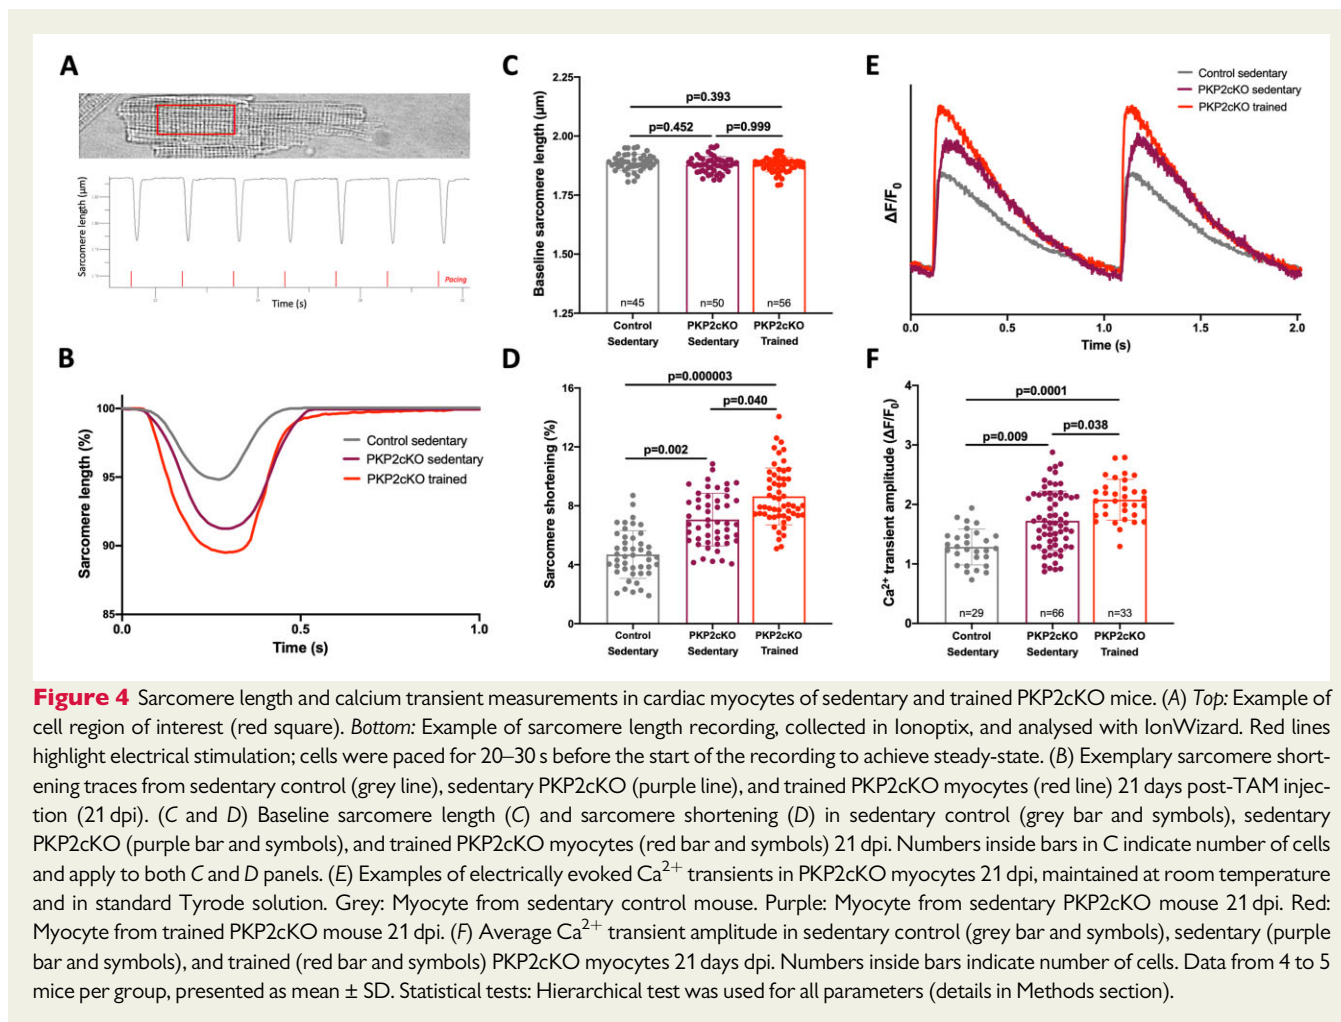 A
Sarcomere length (µm)
Pacing
Time (s)
B
100
95
90
85
Sarcomere length (%)
Control sedentary
PKP2cKO sedentary
PKP2cKO trained
0.0
0.5
1.0
Time (s)
C
2.25
2.00
1.75
1.50
1.25
Baseline sarcomere length (µm)
p=0.393
p=0.452
p=0.999
n=45
n=50
n=56
Control
Sedentary
PKP2cKO
Sedentary
PKP2cKO
Trained
D
16
12
8
4
0
Sarcomere shortening (%)
p=0.000003
p=0.040
p=0.002
Control
Sedentary
PKP2cKO
Sedentary
PKP2cKO
Trained
E
Control sedentary
PKP2cKO sedentary
PKP2cKO trained
ΔF/F₀
0.0
0.5
1.0
1.5
2.0
Time (s)
F
4
3
2
1
0
Ca²⁺ transient amplitude (ΔF/F₀)
p=0.0001
p=0.038
p=0.009
n=29
n=66
n=33
Control
Sedentary
PKP2cKO
Sedentary
PKP2cKO
Trained
Figure 4 Sarcomere length and calcium transient measurements in cardiac myocytes of sedentary and trained PKP2cKO mice. (A) Top: Example of
cell region of interest (red square). Bottom: Example of sarcomere length recording, collected in Ionoptix, and analysed with IonWizard. Red lines
highlight electrical stimulation; cells were paced for 20–30 s before the start of the recording to achieve steady-state. (B) Exemplary sarcomere short-
ening traces from sedentary control (grey line), sedentary PKP2cKO (purple line), and trained PKP2cKO myocytes (red line) 21 days post-TAM injec-
tion (21 dpi). (C and D) Baseline sarcomere length (C) and sarcomere shortening (D) in sedentary control (grey bar and symbols), sedentary
PKP2cKO (purple bar and symbols), and trained PKP2cKO myocytes (red bar and symbols) 21 dpi. Numbers inside bars in C indicate number of cells
and apply to both C and D panels. (E) Examples of electrically evoked Ca²⁺ transients in PKP2cKO myocytes 21 dpi, maintained at room temperature
and in standard Tyrode solution. Grey: Myocyte from sedentary control mouse. Purple: Myocyte from sedentary PKP2cKO mouse 21 dpi. Red:
Myocyte from trained PKP2cKO mouse 21 dpi. (F) Average Ca²⁺ transient amplitude in sedentary control (grey bar and symbols), sedentary (purple
bar and symbols), and trained (red bar and symbols) PKP2cKO myocytes 21 days dpi. Numbers inside bars indicate number of cells. Data from 4 to 5
mice per group, presented as mean ± SD. Statistical tests: Hierarchical test was used for all parameters (details in Methods section).